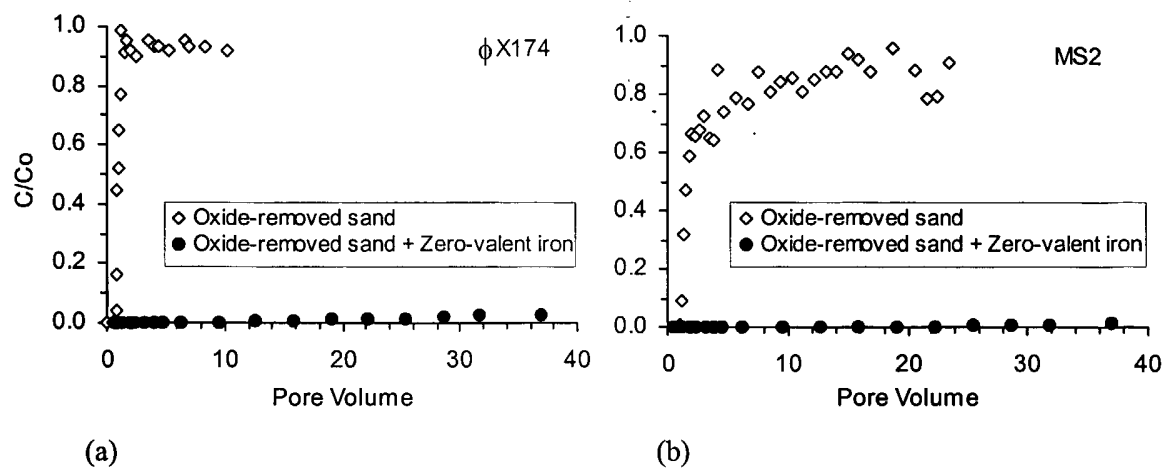 ϕX174
C/Co
1.0
0.8
0.6
0.4
0.2
0.0
Oxide-removed sand
Oxide-removed sand + Zero-valent iron
0 10 20 30 40
Pore Volume
(a)
MS2
1.0
0.8
0.6
0.4
0.2
0.0
Oxide-removed sand
Oxide-removed sand + Zero-valent iron
0 10 20 30 40
Pore Volume
(b)